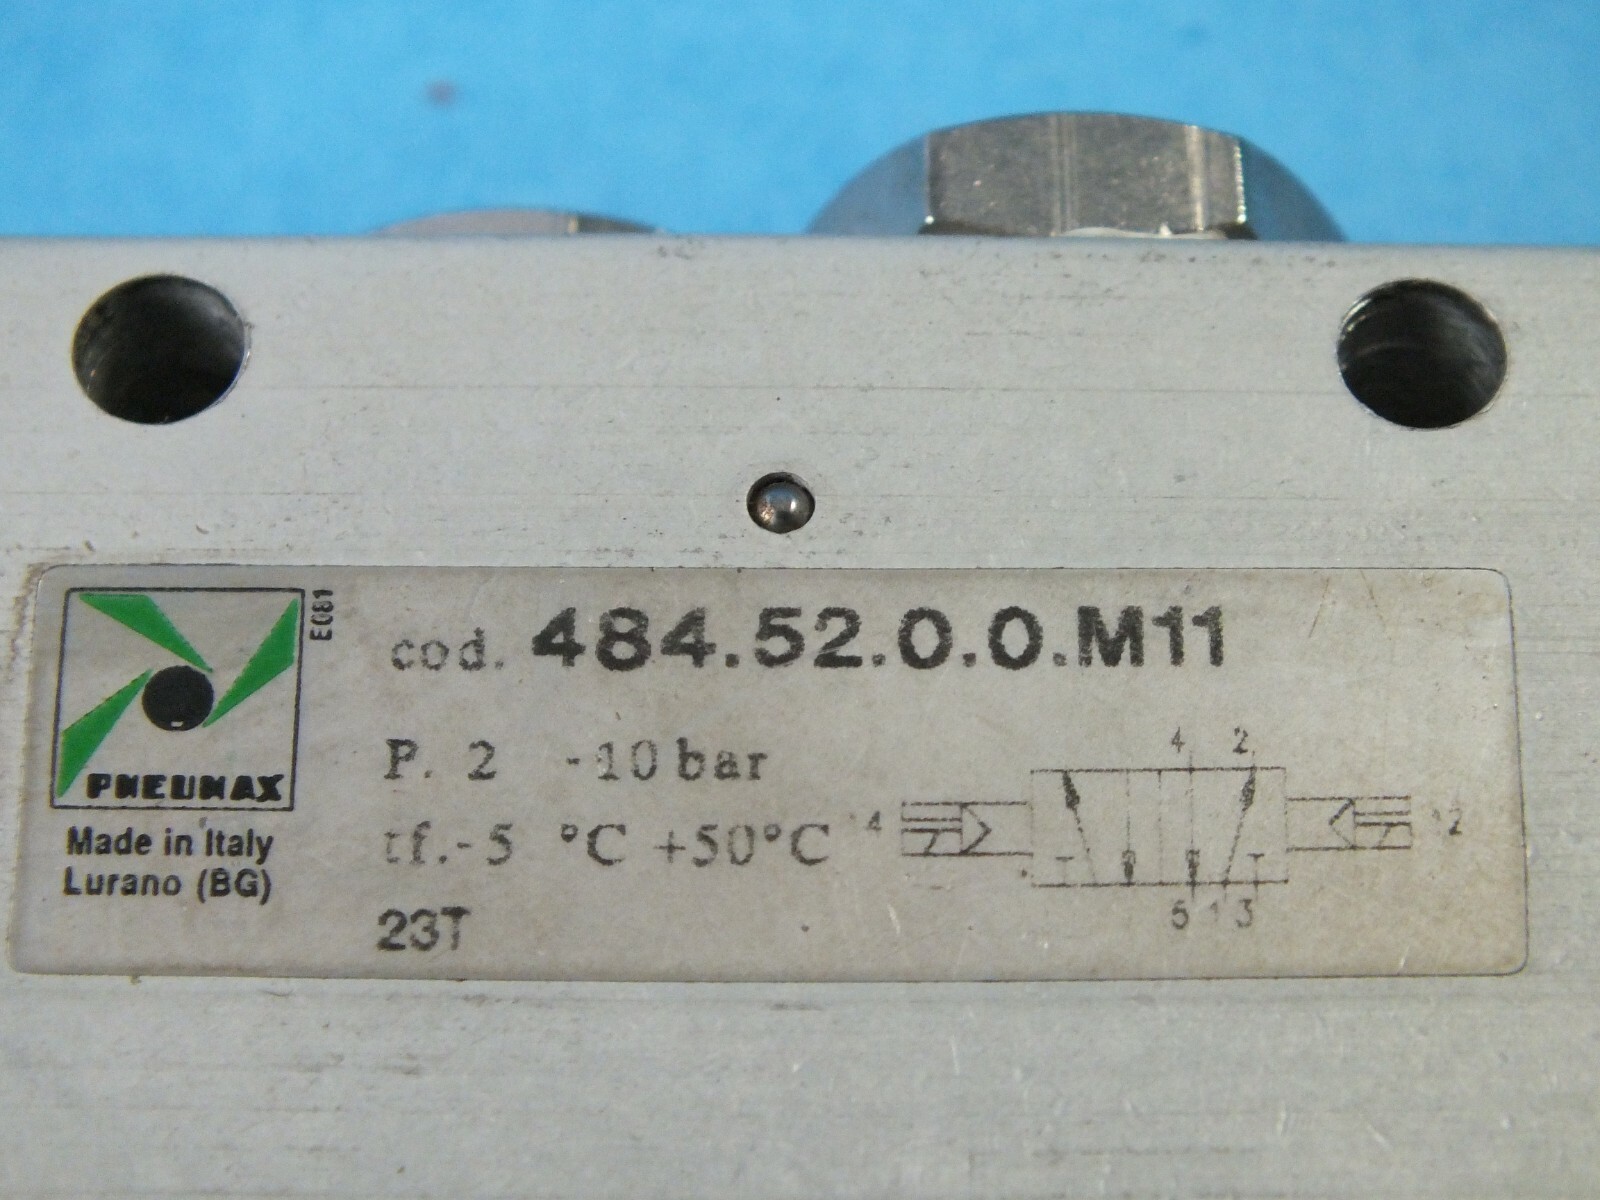 E081
cod. 484.52.0.0.M11
PNEUMAX
P. 2 -10 bar
4 2
Made in Italy
tf.-5 °C +50°C
14 12
Lurano (BG)
5 1 3
23T